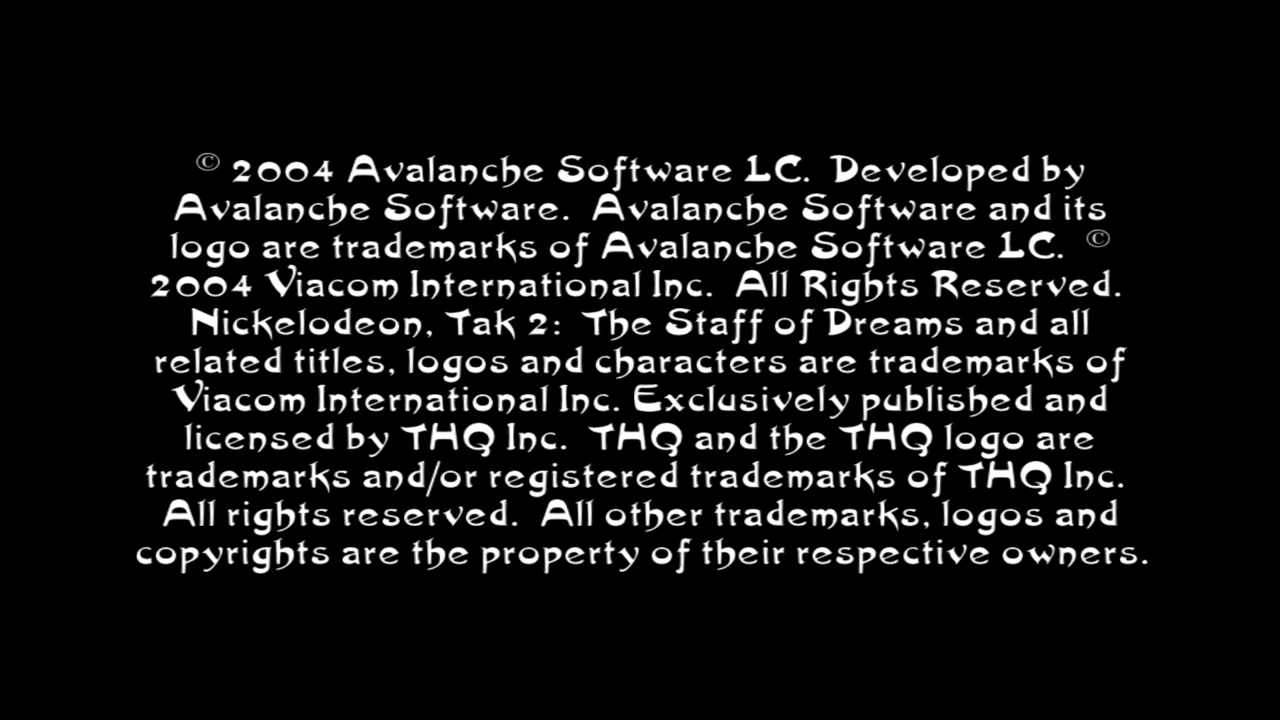 © 2004 Avalanche Software LC. Developed by
Avalanche Software. Avalanche Software and its
logo are trademarks of Avalanche Software LC. ©
2004 Viacom International Inc. All Rights Reserved.
Nickelodeon, Tak 2: The Staff of Dreams and all
related titles, logos and characters are trademarks of
Viacom International Inc. Exclusively published and
licensed by THQ Inc. THQ and the THQ logo are
trademarks and/or registered trademarks of THQ Inc.
All rights reserved. All other trademarks, logos and
copyrights are the property of their respective owners.